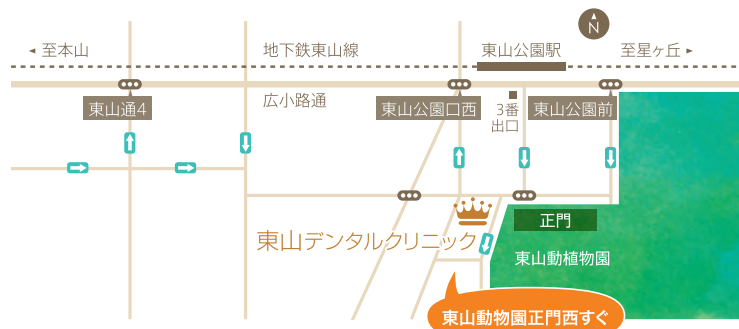 N
至本山
地下鉄東山線
東山公園駅
至星ヶ丘
東山通4
広小路通
東山公園口西
3番
出口
東山公園前
正門
東山デンタルクリニック
東山動植物園
東山動物園正門西すぐ